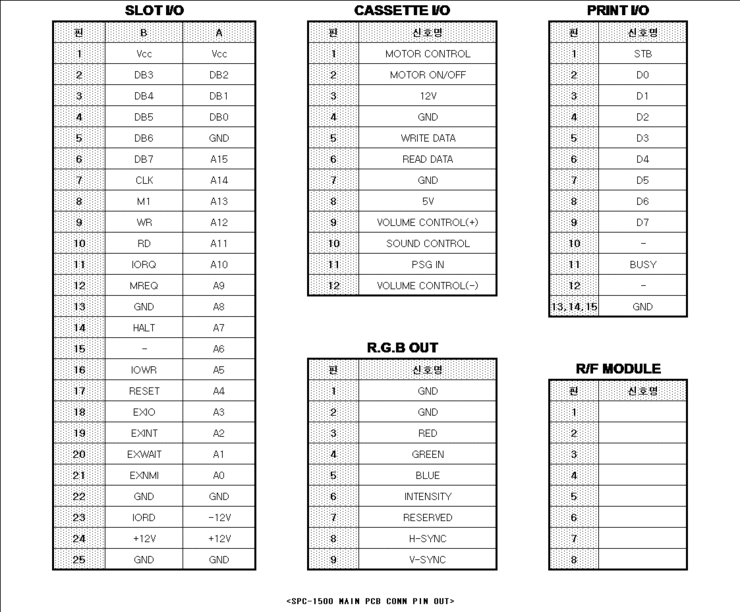 SLOT I/O
핀 B A
1 Vcc Vcc
2 DB3 DB2
3 DB4 DB1
4 DB5 DB0
5 DB6 GND
6 DB7 A15
7 CLK A14
8 M1 A13
9 WR A12
10 RD A11
11 IORQ A10
12 MREQ A9
13 GND A8
14 HALT A7
15 - A6
16 IOWR A5
17 RESET A4
18 EXIO A3
19 EXINT A2
20 EXWAIT A1
21 EXNMI A0
22 GND GND
23 IORD -12V
24 +12V +12V
25 GND GND
CASSETTE I/O
핀 신호명
1 MOTOR CONTROL
2 MOTOR ON/OFF
3 12V
4 GND
5 WRITE DATA
6 READ DATA
7 GND
8 5V
9 VOLUME CONTROL(+)
10 SOUND CONTROL
11 PSG IN
12 VOLUME CONTROL(-)
R.G.B OUT
핀 신호명
1 GND
2 GND
3 RED
4 GREEN
5 BLUE
6 INTENSITY
7 RESERVED
8 H-SYNC
9 V-SYNC
PRINT I/O
핀 신호명
1 STB
2 D0
3 D1
4 D2
5 D3
6 D4
7 D5
8 D6
9 D7
10 -
11 BUSY
12 -
13,14,15 GND
R/F MODULE
핀 신호명
1
2
3
4
5
6
7
8
<SPC-1500 MAIN PCB CONN PIN OUT>